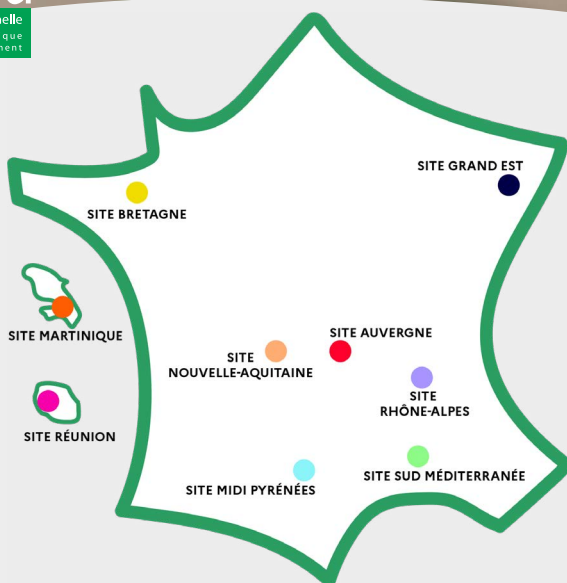 elle
que
ment
SITE GRAND EST
SITE BRETAGNE
SITE MARTINIQUE
SITE AUVERGNE
SITE
NOUVELLE-AQUITAINE
SITE
RHÔNE-ALPES
SITE RÉUNION
SITE SUD MÉDITERRANÉE
SITE MIDI PYRÉNÉES